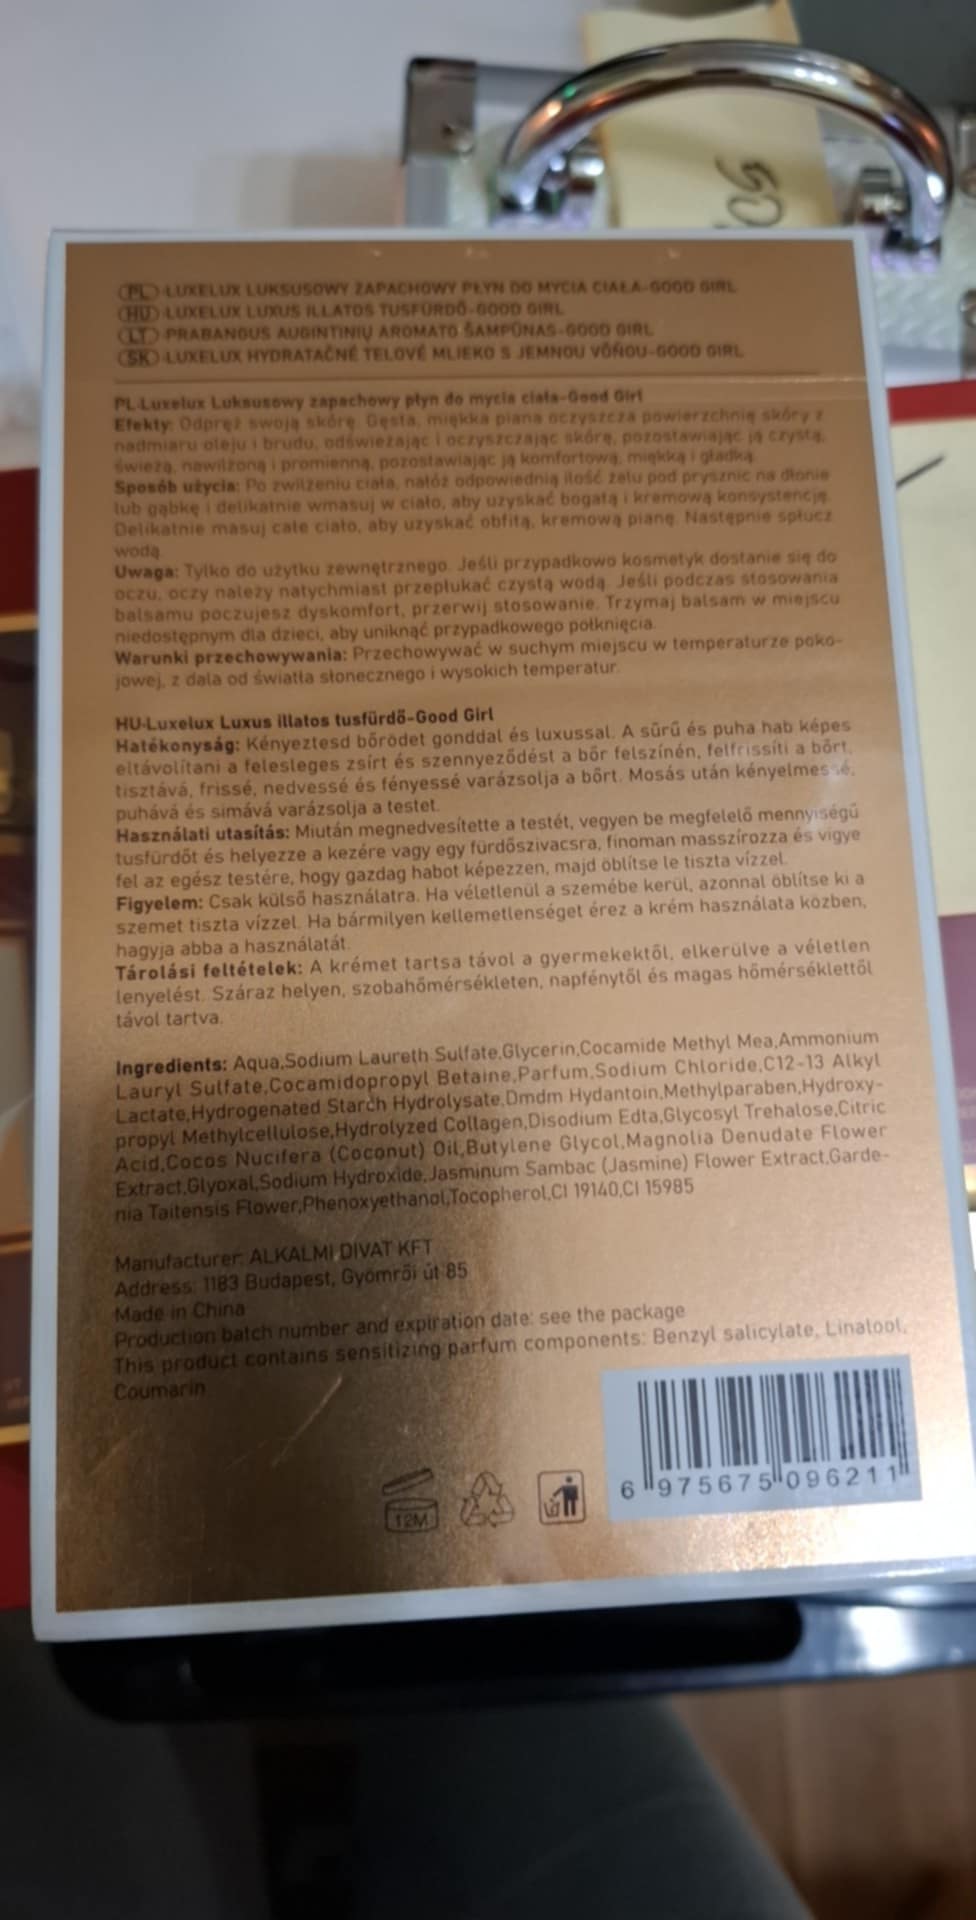 PL LUXELUX LUKSUSOWY ZAPACHOWY PŁYN DO MYCIA CIAŁA-GOOD GIRL
HU LUXELUX LUXUS ILLATOS TUSFÜRDŐ-GOOD GIRL
LT PRABANGUS AUGINTINIŲ AROMATO ŠAMPŪNAS-GOOD GIRL
SK LUXELUX HYDRATAČNÉ TELOVÉ MLIEKO S JEMNOU VÔŇOU-GOOD GIRL
PL-Luxelux Luksusowy zapachowy płyn do mycia ciała-Good Girl
Efekty: Odpręż swoją skórę. Gęsta, miękka piana oczyszcza powierzchnię skóry z
nadmiaru oleju i brudu, odświeżając i oczyszczając skórę, pozostawiając ją czystą,
świeżą, nawilżoną i promienną, pozostawiając ją komfortową, miękką i gładką.
Sposób użycia: Po zwilżeniu ciała, nałóż odpowiednią ilość żelu pod prysznic na dłonie
lub gąbkę i delikatnie wmasuj w ciało, aby uzyskać bogatą i kremową konsystencję.
Delikatnie masuj całe ciało, aby uzyskać obfitą, kremową pianę. Następnie spłucz
wodą.
Uwaga: Tylko do użytku zewnętrznego. Jeśli przypadkowo kosmetyk dostanie się do
oczu, oczy należy natychmiast przepłukać czystą wodą. Jeśli podczas stosowania
balsamu poczujesz dyskomfort, przerwij stosowanie. Trzymaj balsam w miejscu
niedostępnym dla dzieci, aby uniknąć przypadkowego połknięcia.
Warunki przechowywania: Przechowywać w suchym miejscu w temperaturze poko-
jowej, z dala od światła słonecznego i wysokich temperatur.
HU-Luxelux Luxus illatos tusfürdő-Good Girl
Hatékonyság: Kényeztesd bőrödet gonddal és luxussal. A sűrű és puha hab képes
eltávolítani a felesleges zsírt és szennyeződést a bőr felszínén, felfrissíti a bőrt,
tisztává, frissé, nedvessé és fényessé varázsolja a bőrt. Mosás után kényelmessé,
puhává és simává varázsolja a testet.
Használati utasítás: Miután megnedvesítette a testét, vegyen be megfelelő mennyiségű
tusfürdőt és helyezze a kezére vagy egy fürdőszivacsra, finoman masszírozza és vigye
fel az egész testére, hogy gazdag habot képezzen, majd öblítse le tiszta vízzel.
Figyelem: Csak külső használatra. Ha véletlenül a szemébe kerül, azonnal öblítse ki a
szemet tiszta vízzel. Ha bármilyen kellemetlenséget érez a krém használata közben,
hagyja abba a használatát.
Tárolási feltételek: A krémet tartsa távol a gyermekektől, elkerülve a véletlen
lenyelést. Száraz helyen, szobahőmérsékleten, napfénytől és magas hőmérséklettől
távol tartva.
Ingredients: Aqua,Sodium Laureth Sulfate,Glycerin,Cocamide Methyl Mea,Ammonium
Lauryl Sulfate,Cocamidopropyl Betaine,Parfum,Sodium Chloride,C12-13 Alkyl
Lactate,Hydrogenated Starch Hydrolysate,Dmdm Hydantoin,Methylparaben,Hydroxy-
propyl Methylcellulose,Hydrolyzed Collagen,Disodium Edta,Glycosyl Trehalose,Citric
Acid,Cocos Nucifera (Coconut) Oil,Butylene Glycol,Magnolia Denudate Flower
Extract,Glyoxal,Sodium Hydroxide,Jasminum Sambac (Jasmine) Flower Extract,Garde-
nia Taitensis Flower,Phenoxyethanol,Tocopherol,CI 19140,CI 15985
Manufacturer: ALKALMI DIVAT KFT
Address: 1183 Budapest, Gyömrői út 85
Made in China
Production batch number and expiration date: see the package
This product contains sensitizing parfum components: Benzyl salicylate, Linalool,
Coumarin
12M
6 975675 096211